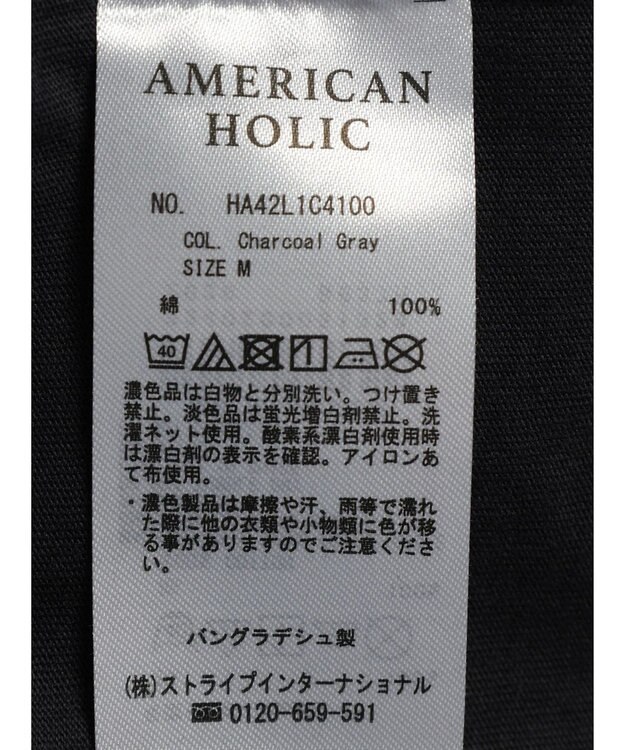 AMERICAN
HOLIC
NO. HA42L1C4100
COL. Charcoal Gray
SIZE M
綿 100%
40
濃色品は白物と分別洗い。つけ置き
禁止。淡色品は蛍光増白剤禁止。洗
濯ネット使用。酸素系漂白剤使用時
は漂白剤の表示を確認。アイロンあ
て布使用。
・濃色製品は摩擦や汗、雨等で濡れ
た際に他の衣類や小物類に色が移
る事がありますのでご注意くださ
い。
バングラデシュ製
(株)ストライプインターナショナル
0120-659-591